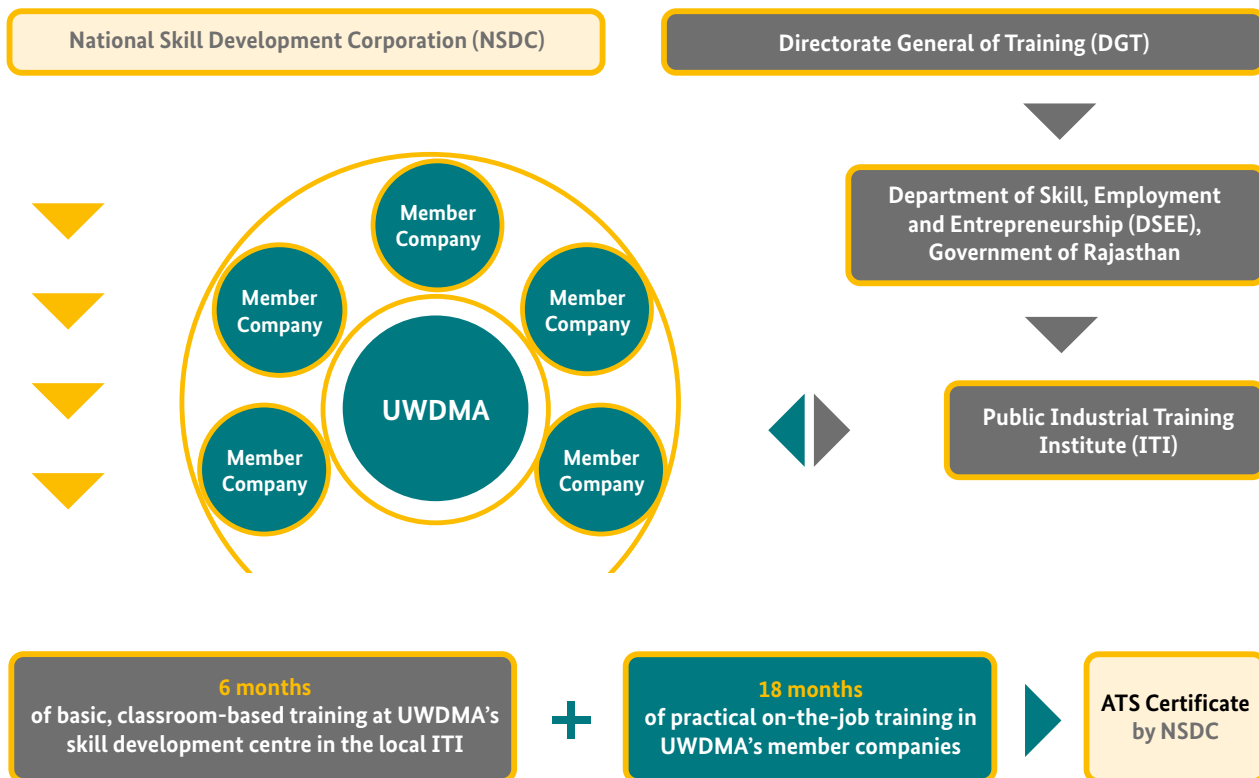 National Skill Development Corporation (NSDC)
Directorate General of Training (DGT)
Department of Skill, Employment
and Entrepreneurship (DSEE),
Government of Rajasthan
Member
Company
Member
Company
Member
Company
UWDMA
Member
Company
Member
Company
Public Industrial Training
Institute (ITI)
6 months
of basic, classroom-based training at UWDMA’s
skill development centre in the local ITI
18 months
of practical on-the-job training in
UWDMA’s member companies
ATS Certificate
by NSDC